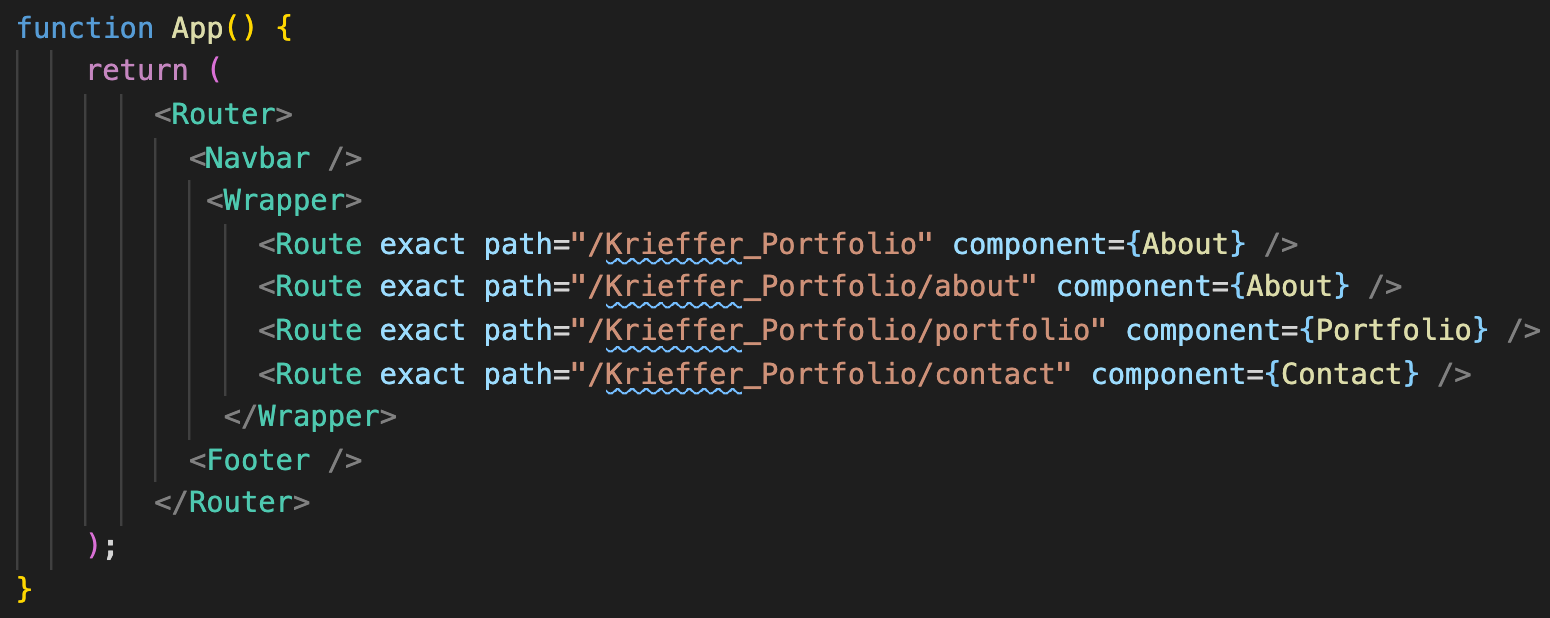 function App() {
return (
<Router>
<Navbar />
<Wrapper>
<Route exact path="/Krieffer_Portfolio" component={About} />
<Route exact path="/Krieffer_Portfolio/about" component={About} />
<Route exact path="/Krieffer_Portfolio/portfolio" component={Portfolio} />
<Route exact path="/Krieffer_Portfolio/contact" component={Contact} />
</Wrapper>
<Footer />
</Router>
);
}